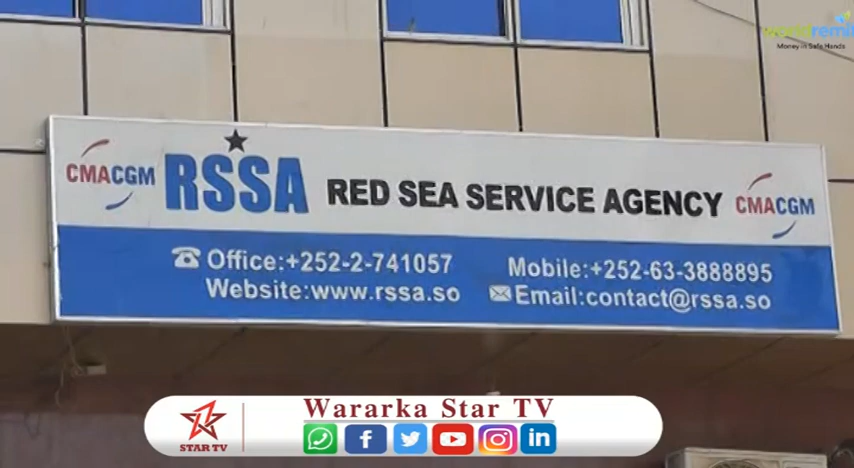 worldremit
Money in Safe Hands
CMACGM RSSA RED SEA SERVICE AGENCY CMACGM
Office:+252-2-741057 Mobile:+252-63-3888895
Website:www.rssa.so Email:contact@rssa.so
STAR TV Wararka Star TV